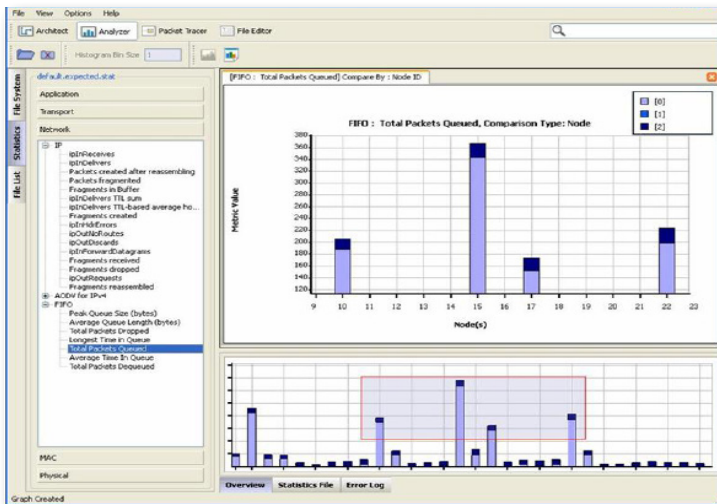 File View Options Help
Architect Analyzer Packet Tracer File Editor
Histogram Bin Size 1
File System
Statistics
File List
default.expected.stat
Application
Transport
Network
IP
ipInReceives
ipInDelivers
Packets created after reassembling
Packets fragmented
Fragments in Buffer
ipInDelivers TTL sum
ipInDelivers TTL-based average ho...
Fragments created
ipInHdrErrors
ipOutNoRoutes
ipOutDiscards
ipInForwardDatagrams
Fragments received
Fragments dropped
ipOutRequests
Fragments reassembled
AODV for IPv4
FIFO
Peak Queue Size (bytes)
Average Queue Length (bytes)
Total Packets Dropped
Longest Time in Queue
Total Packets Queued
Average Time In Queue
Total Packets Dequeued
MAC
Physical
Graph Created
[FIFO : Total Packets Queued] Compare By : Node ID
[0]
[1]
[2]
FIFO : Total Packets Queued, Comparison Type: Node
Metric Value
380
360
340
320
300
280
260
240
220
200
180
160
140
120
9 10 11 12 13 14 15 16 17 18 19 20 21 22 23
Node(s)
Overview Statistics File Error Log